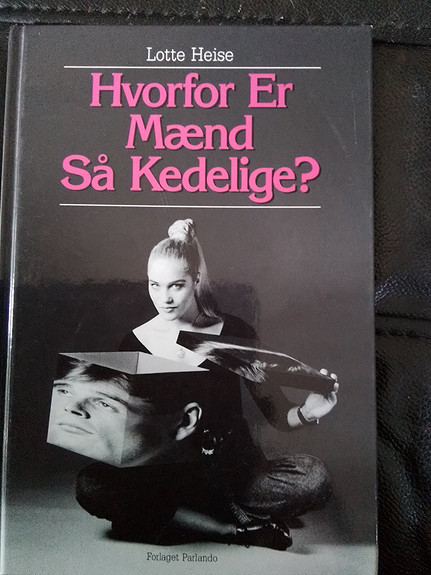 Lotte Heise
Hvorfor Er
Mænd
Så Kedelige?
Forlaget Parlando